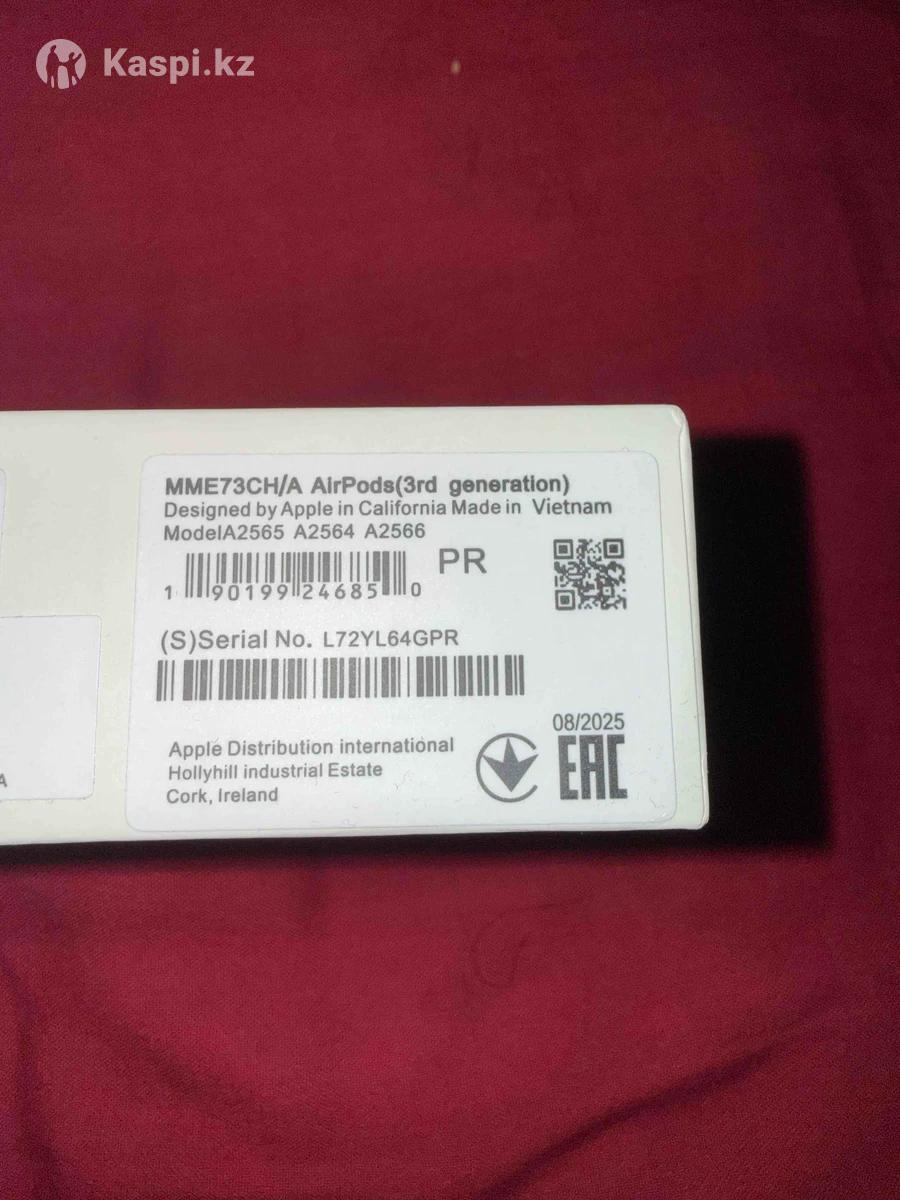 Kaspi.kz
MME73CH/A AirPods(3rd generation)
Designed by Apple in California Made in Vietnam
ModelA2565 A2564 A2566
PR
1 90199 24685 0
(S)Serial No. L72YL64GPR
08/2025
Apple Distribution international
Hollyhill industrial Estate
Cork, Ireland
EAC
A